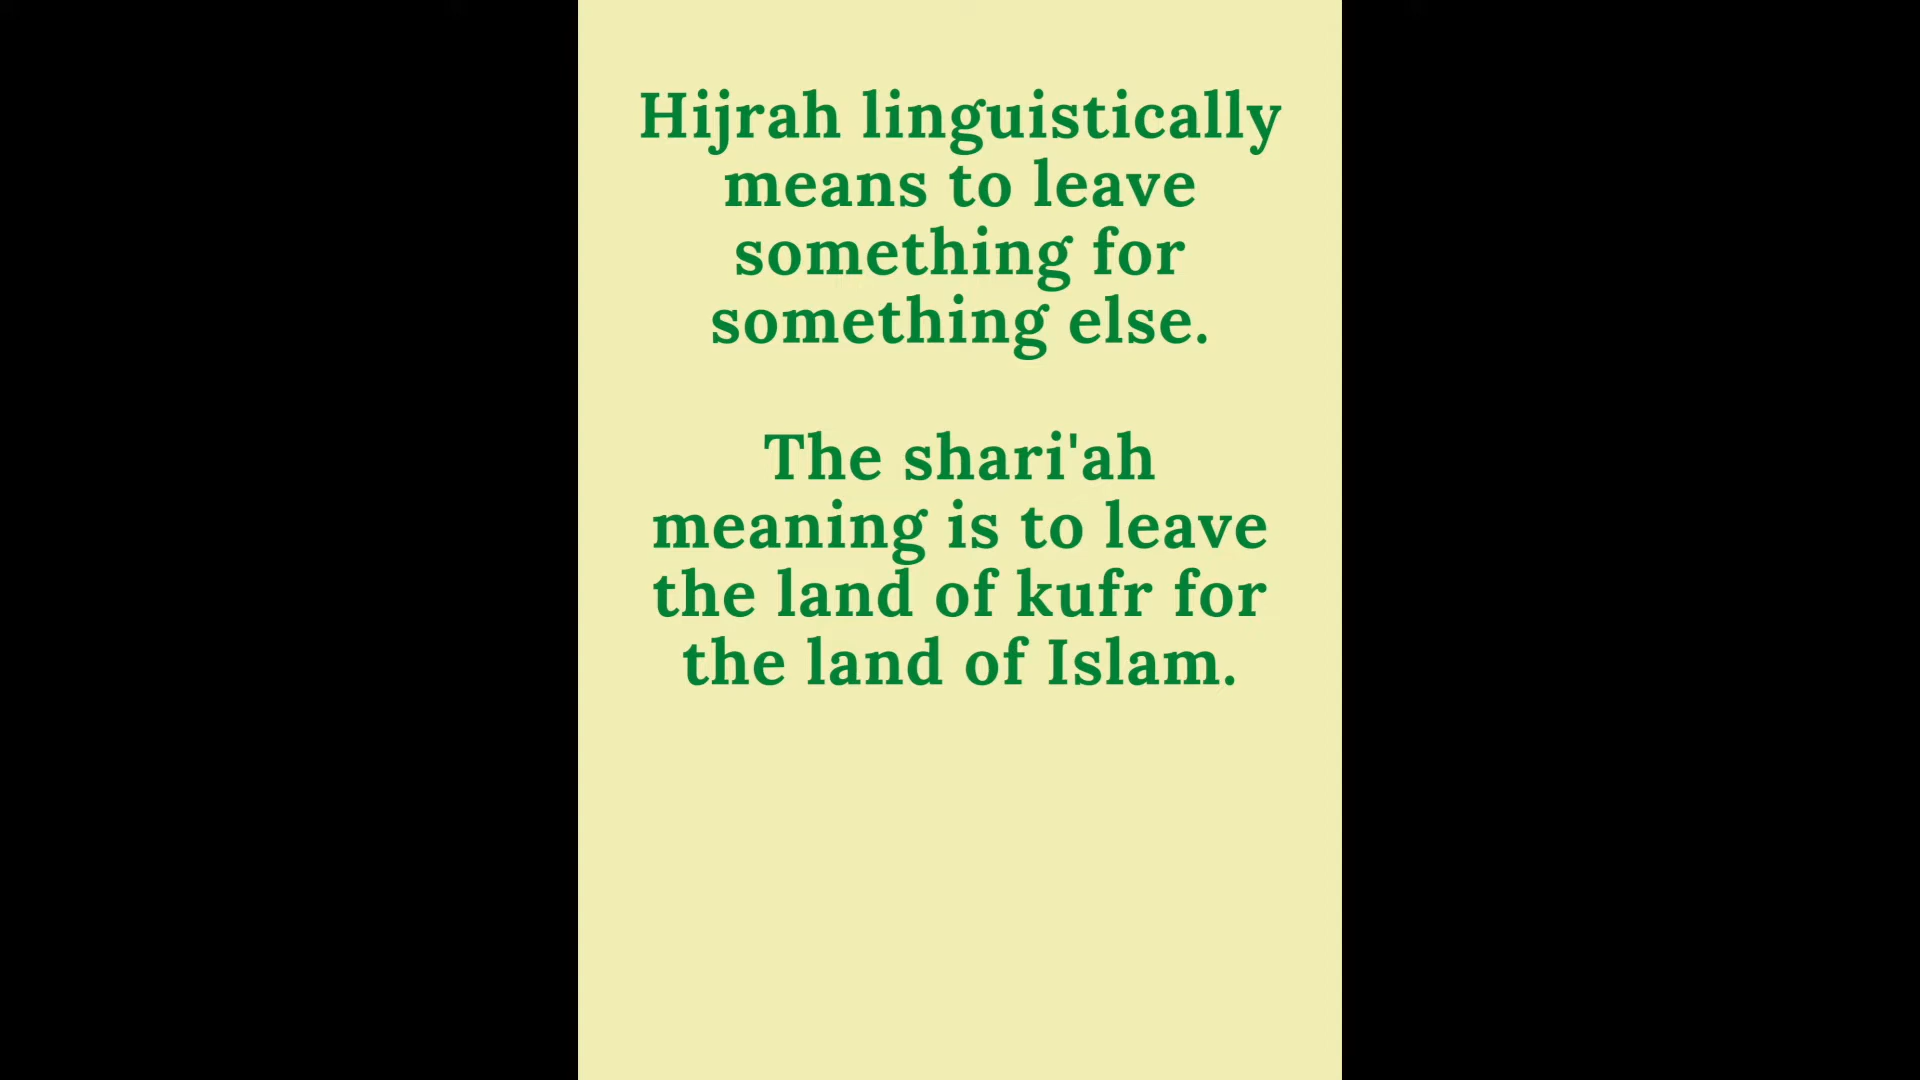 Hijrah linguistically
means to leave
something for
something else.
The shari'ah
meaning is to leave
the land of kufr for
the land of Islam.